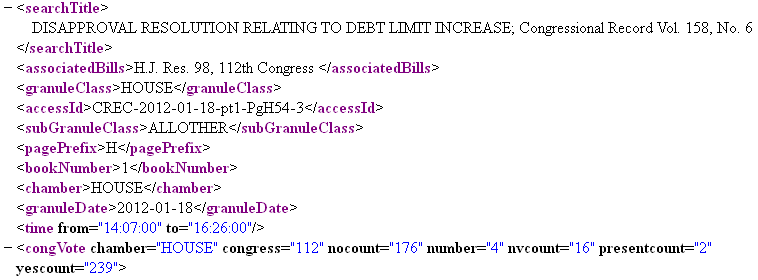 − <searchTitle>
DISAPPROVAL RESOLUTION RELATING TO DEBT LIMIT INCREASE; Congressional Record Vol. 158, No. 6
</searchTitle>
<associatedBills>H.J. Res. 98, 112th Congress </associatedBills>
<granuleClass>HOUSE</granuleClass>
<accessId>CREC-2012-01-18-pt1-PgH54-3</accessId>
<subGranuleClass>ALLOTHER</subGranuleClass>
<pagePrefix>H</pagePrefix>
<bookNumber>1</bookNumber>
<chamber>HOUSE</chamber>
<granuleDate>2012-01-18</granuleDate>
<time from="14:07:00" to="16:26:00"/>
− <congVote chamber="HOUSE" congress="112" nocount="176" number="4" nvcount="16" presentcount="2"
yescount="239">